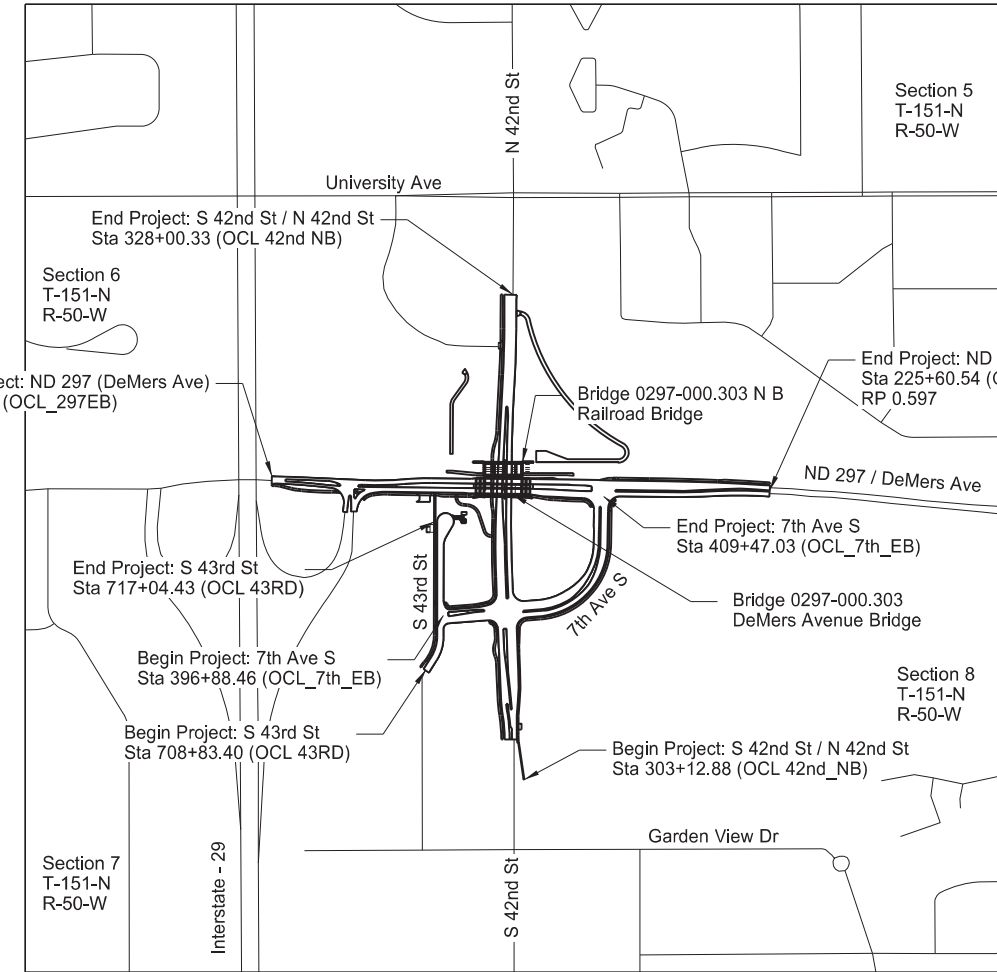 Section 5
T-151-N
R-50-W
N 42nd St
University Ave
End Project: S 42nd St / N 42nd St
Sta 328+00.33 (OCL 42nd NB)
Section 6
T-151-N
R-50-W
ect: ND 297 (DeMers Ave)
(OCL_297EB)
End Project: ND
Sta 225+60.54 (
RP 0.597
Bridge 0297-000.303 N B
Railroad Bridge
ND 297 / DeMers Ave
End Project: 7th Ave S
Sta 409+47.03 (OCL_7th_EB)
End Project: S 43rd St
Sta 717+04.43 (OCL 43RD)
S 43rd St
7th Ave S
Bridge 0297-000.303
DeMers Avenue Bridge
Begin Project: 7th Ave S
Sta 396+88.46 (OCL_7th_EB)
Section 8
T-151-N
R-50-W
Begin Project: S 43rd St
Sta 708+83.40 (OCL 43RD)
Begin Project: S 42nd St / N 42nd St
Sta 303+12.88 (OCL 42nd_NB)
Garden View Dr
Section 7
T-151-N
R-50-W
Interstate - 29
S 42nd St